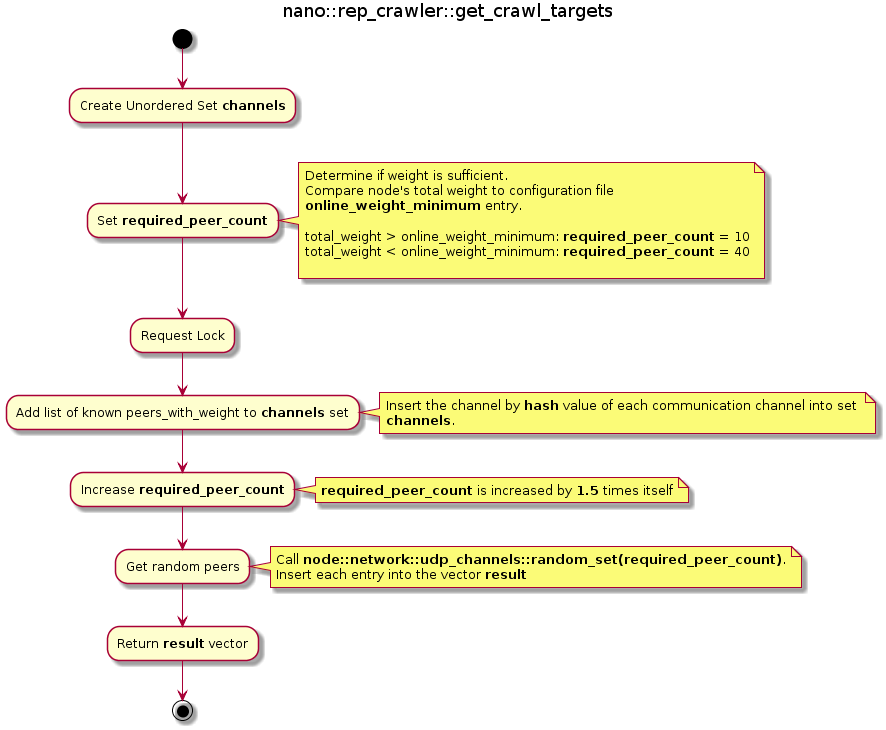 nano::rep_crawler::get_crawl_targets
Create Unordered Set channels
Determine if weight is sufficient.
Compare node's total weight to configuration file
online_weight_minimum entry.
total_weight > online_weight_minimum: required_peer_count = 10
total_weight < online_weight_minimum: required_peer_count = 40
Set required_peer_count
Request Lock
Add list of known peers_with_weight to channels set
Insert the channel by hash value of each communication channel into set
channels.
Increase required_peer_count
required_peer_count is increased by 1.5 times itself
Get random peers
Call node::network::udp_channels::random_set(required_peer_count).
Insert each entry into the vector result
Return result vector